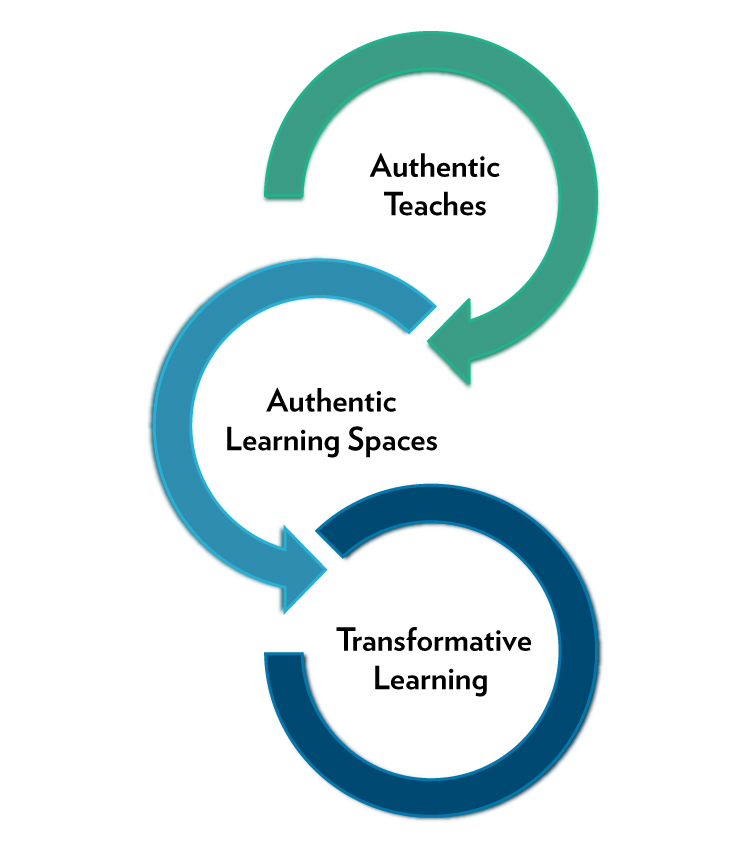 Authentic
Teaches
Authentic
Learning Spaces
Transformative
Learning